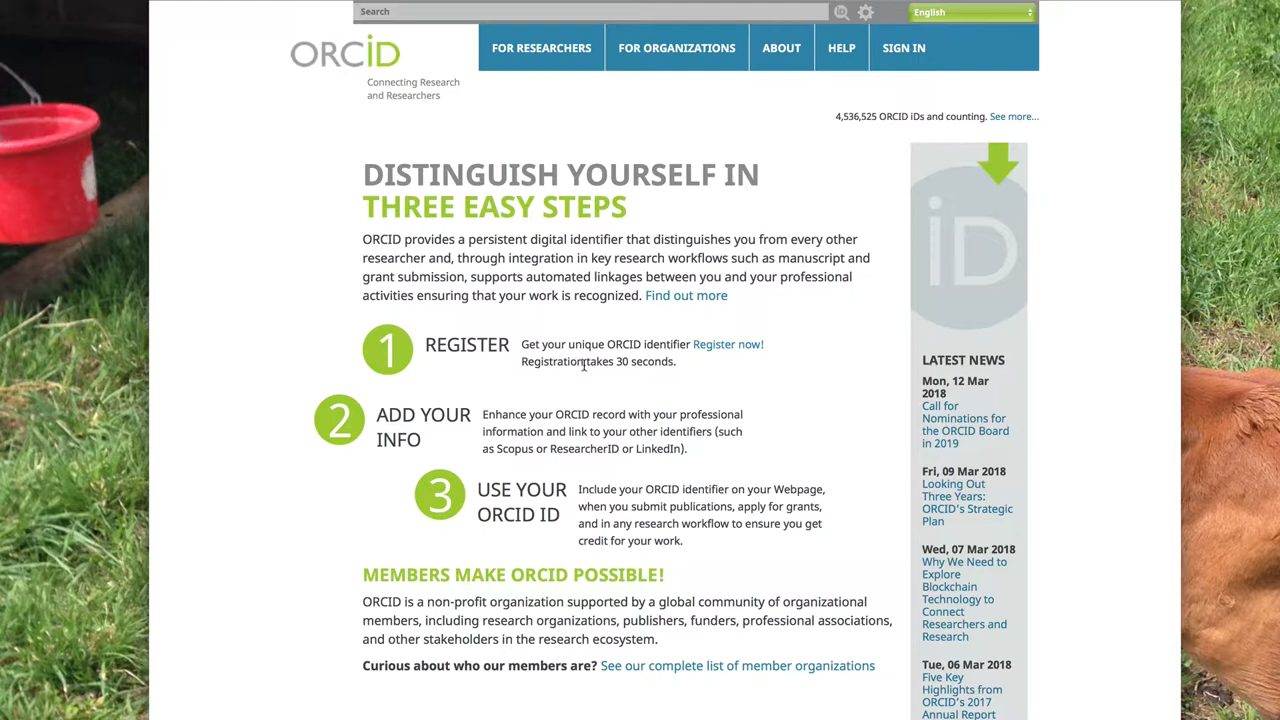 Search
English
ORCiD
Connecting Research
and Researchers
FOR RESEARCHERS
FOR ORGANIZATIONS
ABOUT
HELP
SIGN IN
4,536,525 ORCID iDs and counting. See more...
DISTINGUISH YOURSELF IN
THREE EASY STEPS
ORCID provides a persistent digital identifier that distinguishes you from every other
researcher and, through integration in key research workflows such as manuscript and
grant submission, supports automated linkages between you and your professional
activities ensuring that your work is recognized. Find out more
1
REGISTER
Get your unique ORCID identifier Register now!
Registration takes 30 seconds.
2
ADD YOUR
INFO
Enhance your ORCID record with your professional
information and link to your other identifiers (such
as Scopus or ResearcherID or LinkedIn).
3
USE YOUR
ORCID ID
Include your ORCID identifier on your Webpage,
when you submit publications, apply for grants,
and in any research workflow to ensure you get
credit for your work.
MEMBERS MAKE ORCID POSSIBLE!
ORCID is a non-profit organization supported by a global community of organizational
members, including research organizations, publishers, funders, professional associations,
and other stakeholders in the research ecosystem.
Curious about who our members are? See our complete list of member organizations
iD
LATEST NEWS
Mon, 12 Mar
2018
Call for
Nominations for
the ORCID Board
in 2019
Fri, 09 Mar 2018
Looking Out
Three Years:
ORCID's Strategic
Plan
Wed, 07 Mar 2018
Why We Need to
Explore
Blockchain
Technology to
Connect
Researchers and
Research
Tue, 06 Mar 2018
Five Key
Highlights from
ORCID's 2017
Annual Report